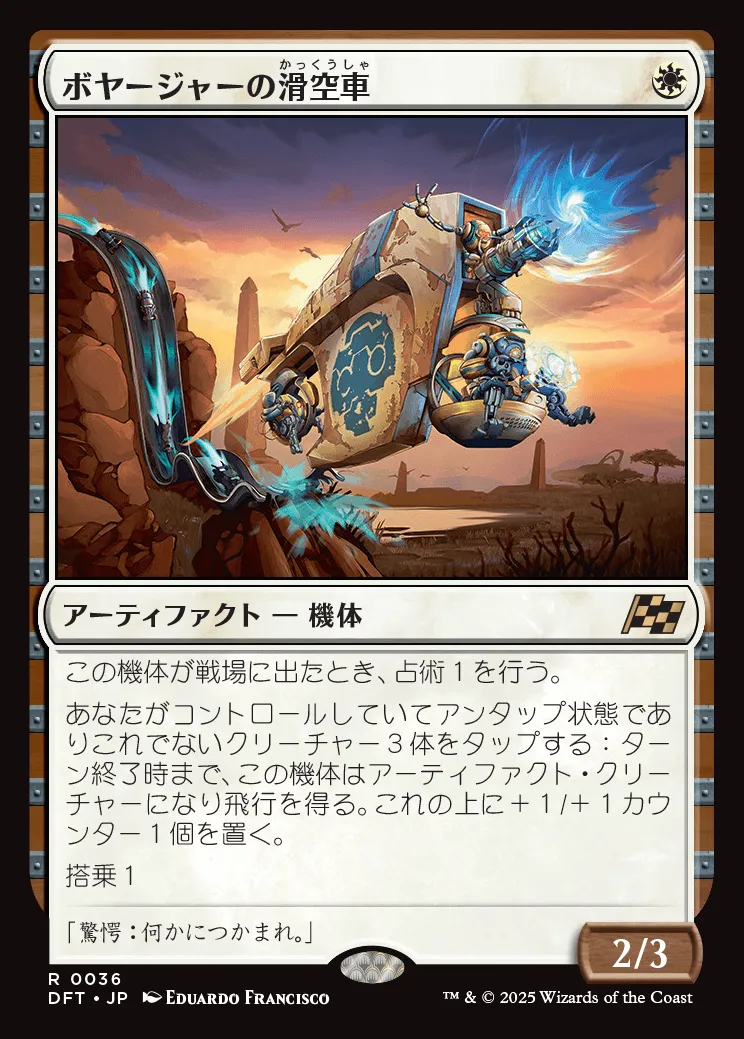 かっくうしゃ
ボヤージャーの滑空車
アーティファクト — 機体
この機体が戦場に出たとき、占術１を行う。
あなたがコントロールしていてアンタップ状態であ
りこれでないクリーチャー３体をタップする：ター
ン終了時まで、この機体はアーティファクト・クリー
チャーになり飛行を得る。これの上に＋１/＋１カウ
ンター１個を置く。
搭乗１
「驚愕：何かにつかまれ。」
2/3
R 0036
DFT • JP Eduardo Francisco
™ & © 2025 Wizards of the Coast